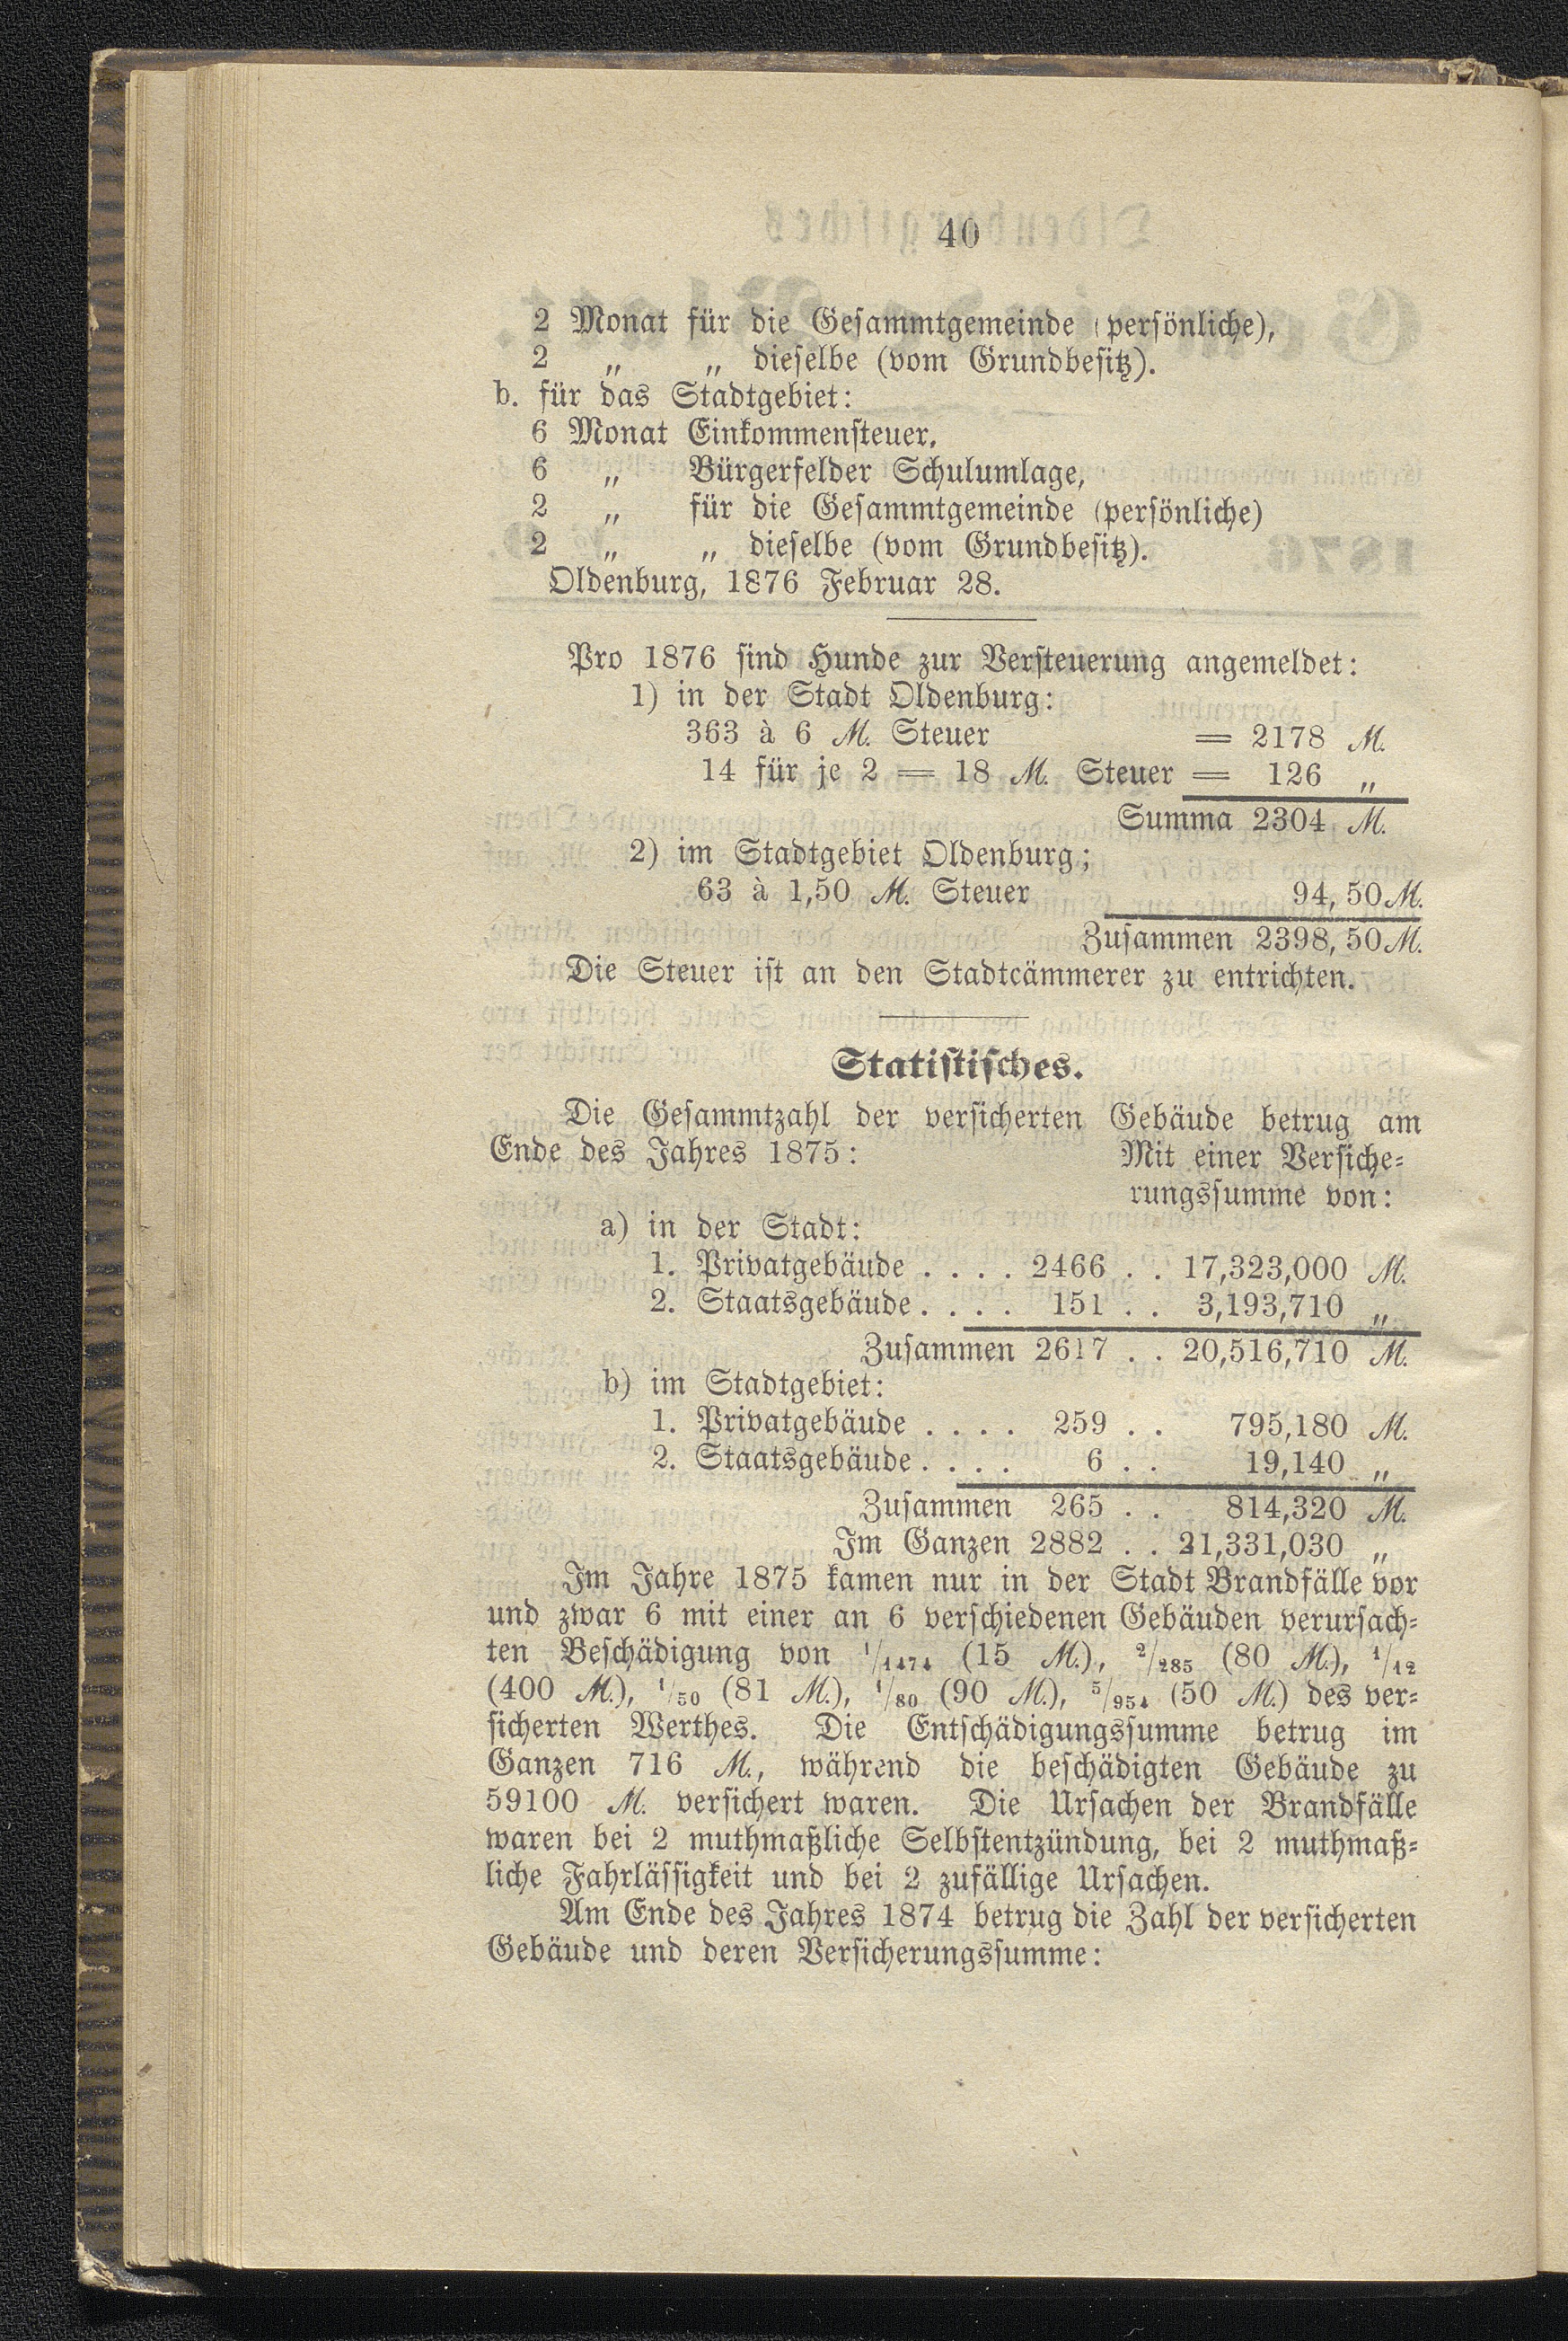 40
2 Monat für die Gesammtgemeinde (persönliche),
2 „ „ dieselbe (vom Grundbesitz).
b. für das Stadtgebiet:
6 Monat Einkommensteuer,
6 „ Bürgerfelder Schulumlage,
2 „ für die Gesammtgemeinde (persönliche)
2 „ „ dieselbe (vom Grundbesitz).
Oldenburg, 1876 Februar 28.
Pro 1876 sind Hunde zur Versteuerung angemeldet:
1) in der Stadt Oldenburg:
363 à 6 M. Steuer = 2178 M.
14 für je 2 = 18 M. Steuer = 126 „
Summa 2304 M.
2) im Stadtgebiet Oldenburg;
63 à 1,50 M. Steuer 94,50 M.
Zusammen 2398,50 M.
Die Steuer ist an den Stadtcämmerer zu entrichten.
Statistisches.
Die Gesammtzahl der versicherten Gebäude betrug am
Ende des Jahres 1875: Mit einer Versiche-
rungssumme von:
a) in der Stadt:
1. Privatgebäude . . . . 2466 . . 17,323,000 M.
2. Staatsgebäude . . . . 151 . . 3,193,710 „
Zusammen 2617 . . 20,516,710 M.
b) im Stadtgebiet:
1. Privatgebäude . . . . 259 . . 795,180 M.
2. Staatsgebäude . . . . 6 . . 19,140 „
Zusammen 265 . . 814,320 M.
Im Ganzen 2882 . . 21,331,030 „
Im Jahre 1875 kamen nur in der Stadt Brandfälle vor
und zwar 6 mit einer an 6 verschiedenen Gebäuden verursach-
ten Beschädigung von 1/1474 (15 M.), 2/285 (80 M.), 1/12
(400 M.), 1/50 (81 M.), 1/80 (90 M.), 5/954 (50 M.) des ver-
sicherten Werthes. Die Entschädigungssumme betrug im
Ganzen 716 M., während die beschädigten Gebäude zu
59100 M. versichert waren. Die Ursachen der Brandfälle
waren bei 2 muthmaßliche Selbstentzündung, bei 2 muthmaß-
liche Fahrlässigkeit und bei 2 zufällige Ursachen.
Am Ende des Jahres 1874 betrug die Zahl der versicherten
Gebäude und deren Versicherungssumme: